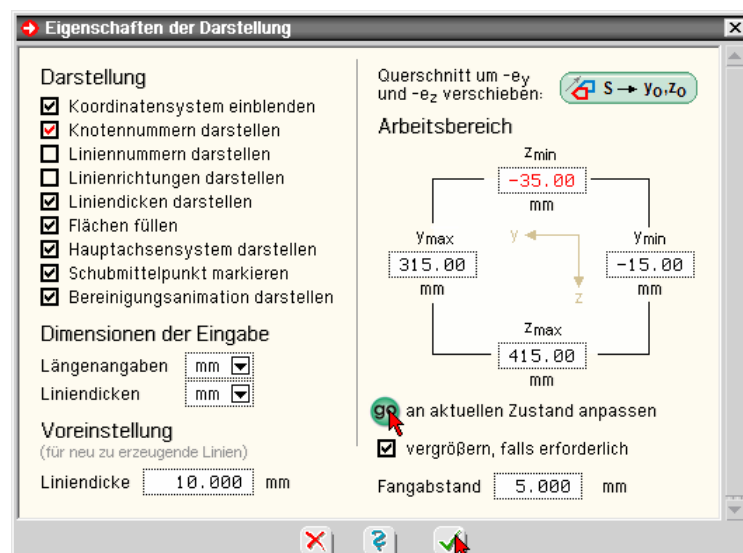 Eigenschaften der Darstellung
Darstellung
Koordinatensystem einblenden
Knotennummern darstellen
Liniennummern darstellen
Linienrichtungen darstellen
Liniendicken darstellen
Flächen füllen
Hauptachsensystem darstellen
Schubmittelpunkt markieren
Bereinigungsanimation darstellen
Dimensionen der Eingabe
Längenangaben mm
Liniendicken mm
Voreinstellung
(für neu zu erzeugende Linien)
Liniendicke 10.000 mm
Querschnitt um -ey
und -ez verschieben:
S → yo,zo
Arbeitsbereich
zmin
-35.00
mm
ymax y ymin
315.00 -15.00
mm z mm
zmax
415.00
mm
go an aktuellen Zustand anpassen
vergrößern, falls erforderlich
Fangabstand 5.000 mm